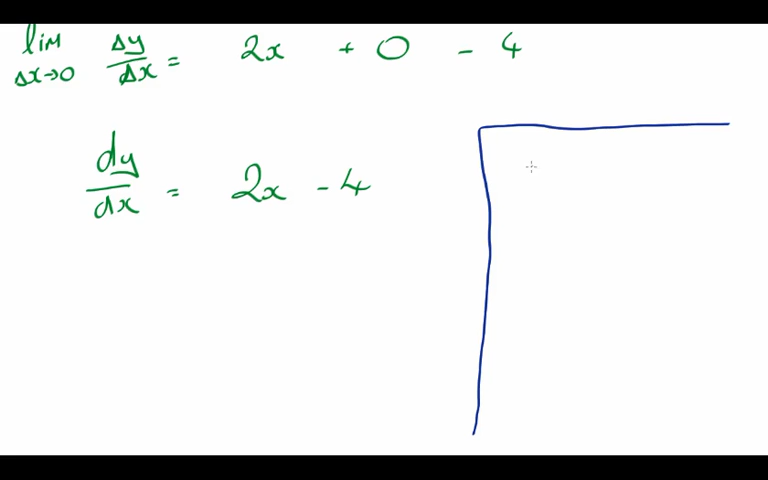 lim Δx→0 Δy/Δx = 2x + 0 - 4
dy/dx = 2x - 4